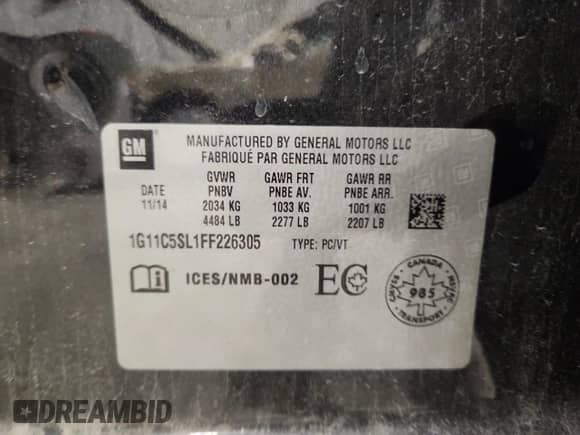 GM
MANUFACTURED BY GENERAL MOTORS LLC
FABRIQUÉ PAR GENERAL MOTORS LLC
GVWR GAWR FRT GAWR RR
DATE PNBV PNBE AV. PNBE ARR.
11/14 2034 KG 1033 KG 1001 KG
4484 LB 2277 LB 2207 LB
1G11C5SL1FF226305 TYPE: PC/VT
ICES/NMB-002 EC
CANADA
985
TRANSPORT
DREAMBID